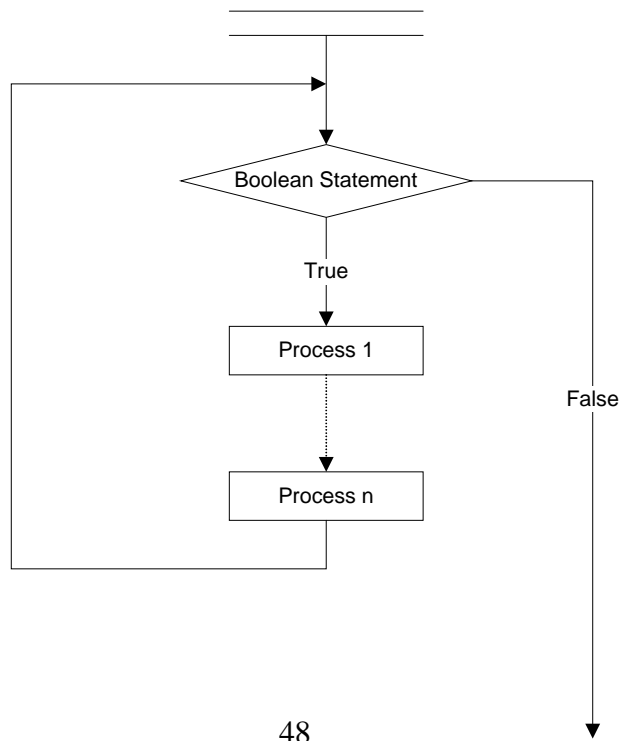 Boolean Statement
True
Process 1
False
Process n
48